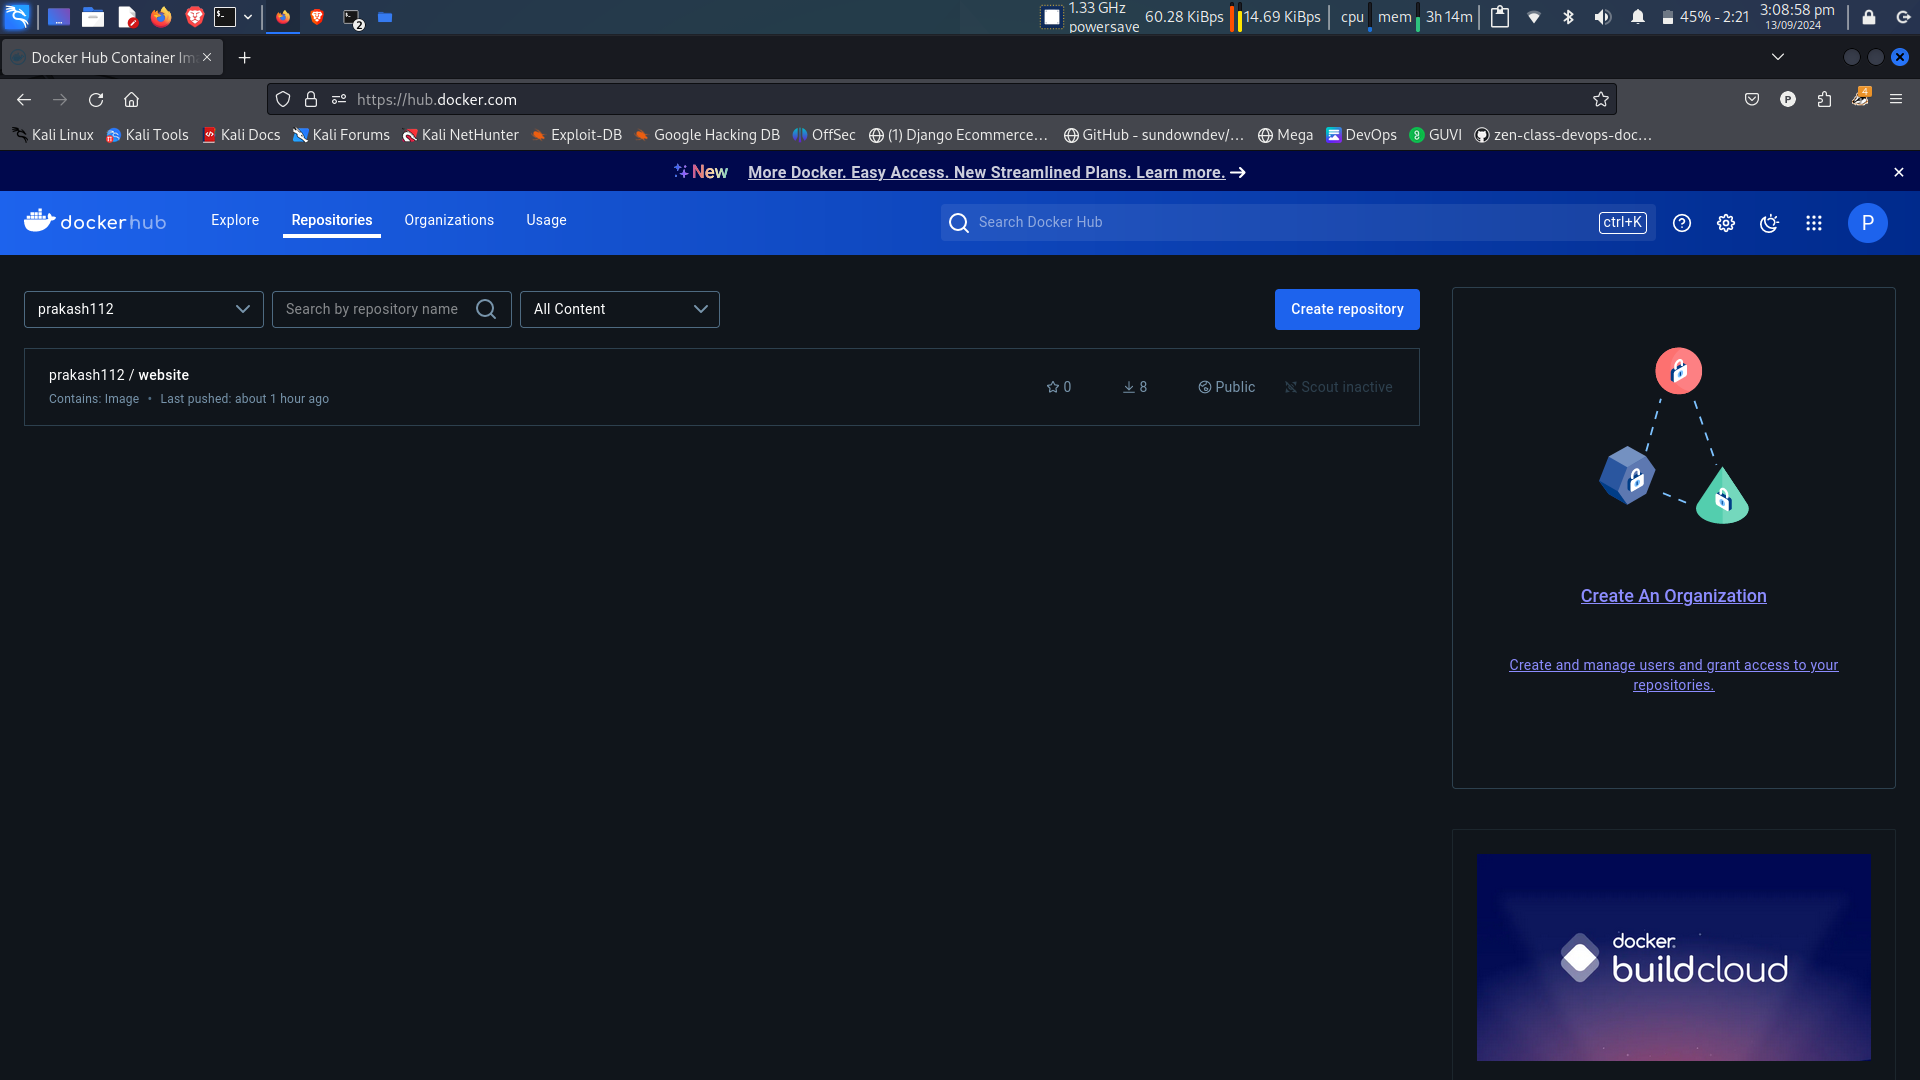 1.33 GHz
powersave
60.28 KiBps
14.69 KiBps
cpu
mem
3h 14m
45% - 2:21
3:08:58 pm
13/09/2024
2
Docker Hub Container Im
https://hub.docker.com
P
4
Kali Linux
Kali Tools
Kali Docs
Kali Forums
Kali NetHunter
Exploit-DB
Google Hacking DB
OffSec
(1) Django Ecommerce…
GitHub - sundowndev/…
Mega
DevOps
GUVI
zen-class-devops-doc…
New
More Docker. Easy Access. New Streamlined Plans. Learn more.
docker hub
Explore
Repositories
Organizations
Usage
Search Docker Hub
ctrl+K
P
prakash112
Search by repository name
All Content
Create repository
prakash112 / website
Contains: Image • Last pushed: about 1 hour ago
0
8
Public
Scout inactive
Create An Organization
Create and manage users and grant access to your
repositories.
docker
build cloud